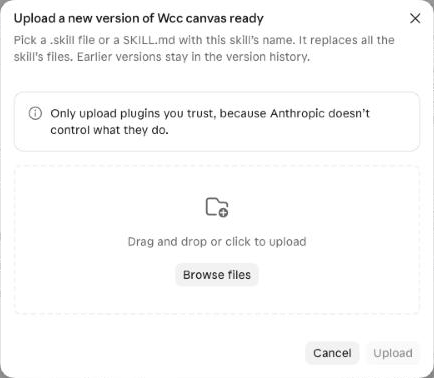 Upload a new version of Wcc canvas ready
Pick a .skill file or a SKILL.md with this skill's name. It replaces all the
skill's files. Earlier versions stay in the version history.
Only upload plugins you trust, because Anthropic doesn't
control what they do.
Drag and drop or click to upload
Browse files
Cancel
Upload